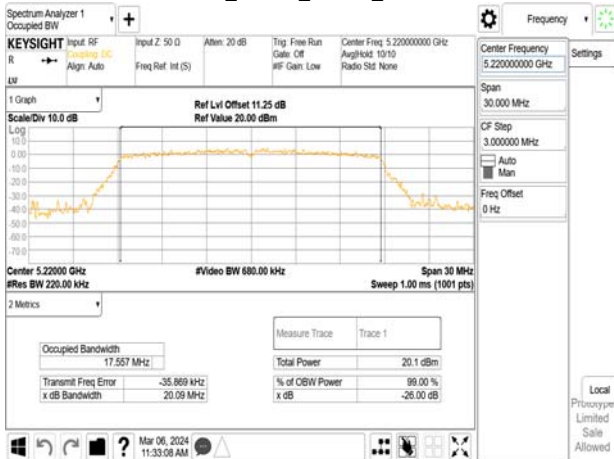 Spectrum Analyzer 1
Occupied BW
Frequency
KEYSIGHT
Input: RF
Coupling: DC
Align: Auto
Input Z: 50 Ω
Freq Ref: Int (S)
Atten: 20 dB
Trig: Free Run
Gate: Off
#IF Gain: Low
Center Freq: 5.220000000 GHz
Avg|Hold: 10/10
Radio Std: None
R
Center Frequency
5.220000000 GHz
Settings
Span
30.000 MHz
CF Step
3.000000 MHz
Auto
Man
Freq Offset
0 Hz
1 Graph
Ref Lvl Offset 11.25 dB
Scale/Div 10.0 dB
Ref Value 20.00 dBm
Log
10.0
0.00
-10.0
-20.0
-30.0
-40.0
-50.0
-60.0
-70.0
Center 5.22000 GHz
#Video BW 680.00 kHz
Span 30 MHz
#Res BW 220.00 kHz
Sweep 1.00 ms (1001 pts)
2 Metrics
Measure Trace
Trace 1
Occupied Bandwidth
17.557 MHz
Total Power
20.1 dBm
Transmit Freq Error
-35.869 kHz
% of OBW Power
99.00 %
x dB Bandwidth
20.09 MHz
x dB
-26.00 dB
Local
Prototype
Limited
Sale
Allowed
Mar 06, 2024
11:33:08 AM